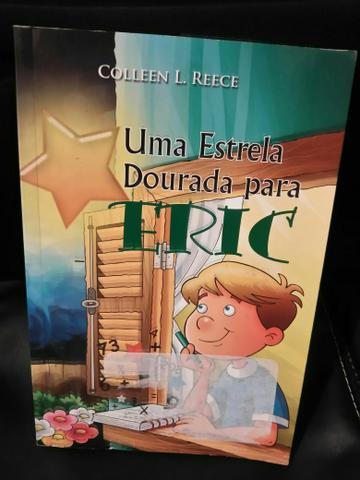 COLLEEN L. REECE
Uma Estrela
Dourada para
ERIC